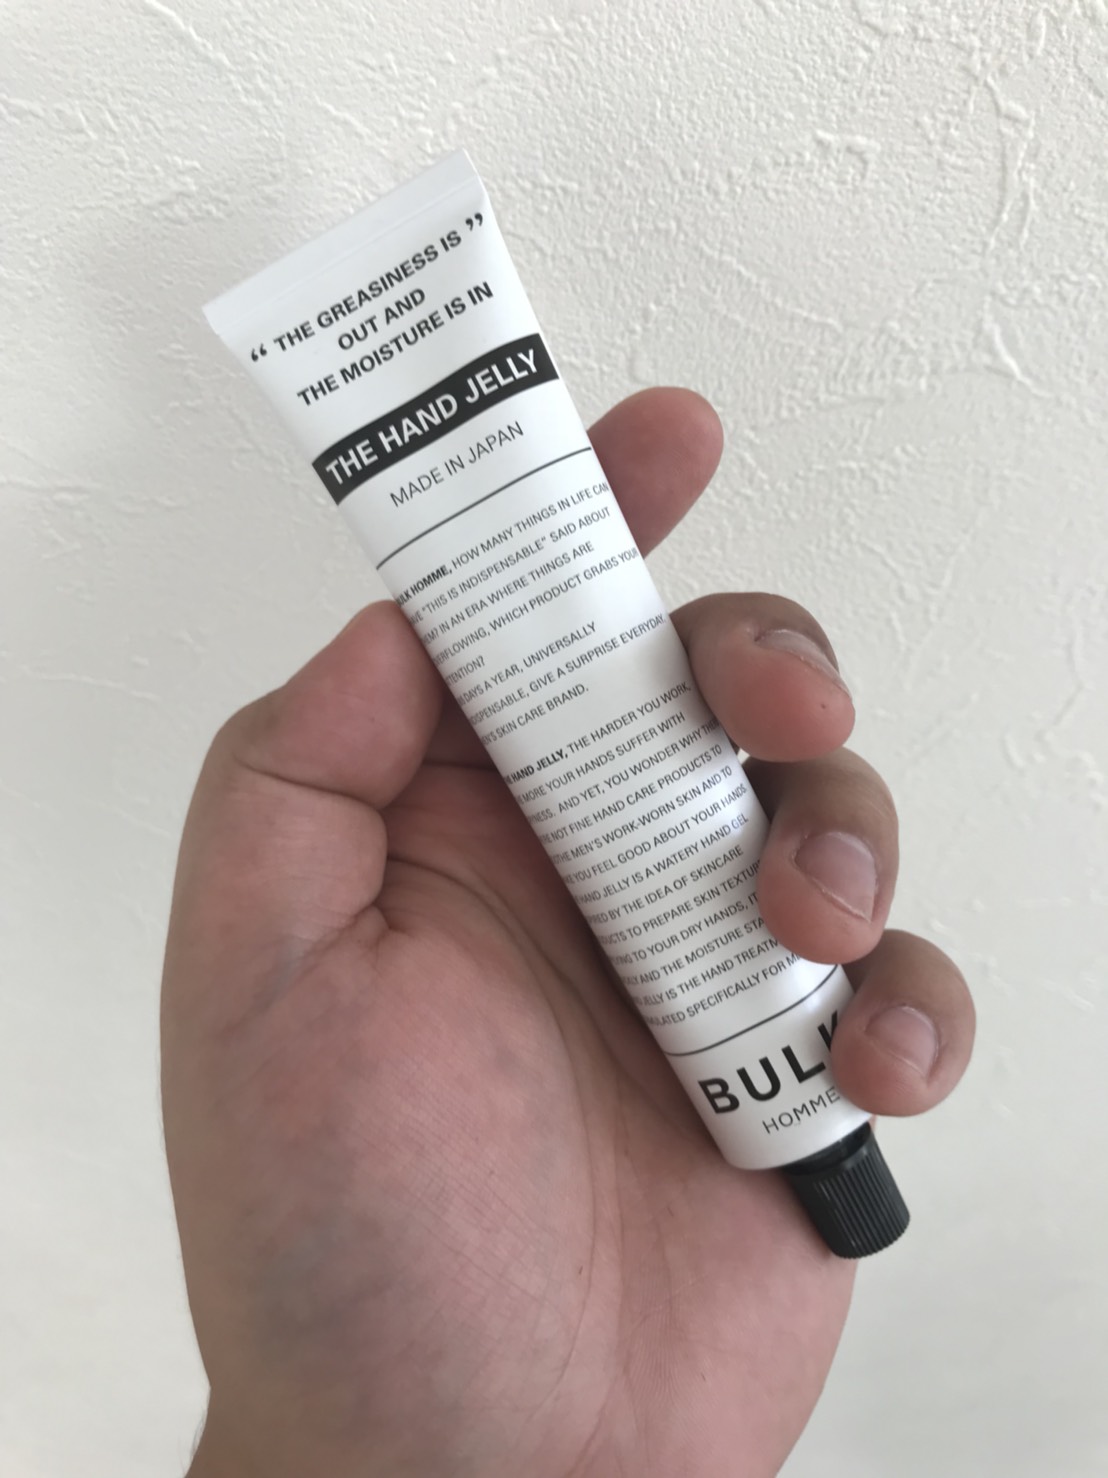 “ THE GREASINESS IS ”
OUT AND
THE MOISTURE IS IN
THE HAND JELLY
MADE IN JAPAN
HOMME, HOW MANY THINGS IN LIFE CAN
"THIS IS INDISPENSABLE" SAID ABOUT
IN AN ERA WHERE THINGS ARE
WHICH PRODUCT GRABS YOUR
DAYS A YEAR, UNIVERSALLY
GIVE A SURPRISE EVERYDAY.
SKIN CARE BRAND.
HAND JELLY, THE HARDER YOU WORK,
MORE YOUR HANDS SUFFER WITH
AND YET, YOU WONDER WHY
NOT FINE HAND CARE PRODUCTS TO
THE MEN'S WORK-WORN SKIN AND TO
YOU FEEL GOOD ABOUT YOUR HANDS
HAND JELLY IS A WATERY HAND GEL
BY THE IDEA OF SKINCARE
TO PREPARE SKIN
TO YOUR DRY HANDS,
AND THE MOISTURE
JELLY IS THE HAND
SPECIFICALLY FOR
BULK
HOMME